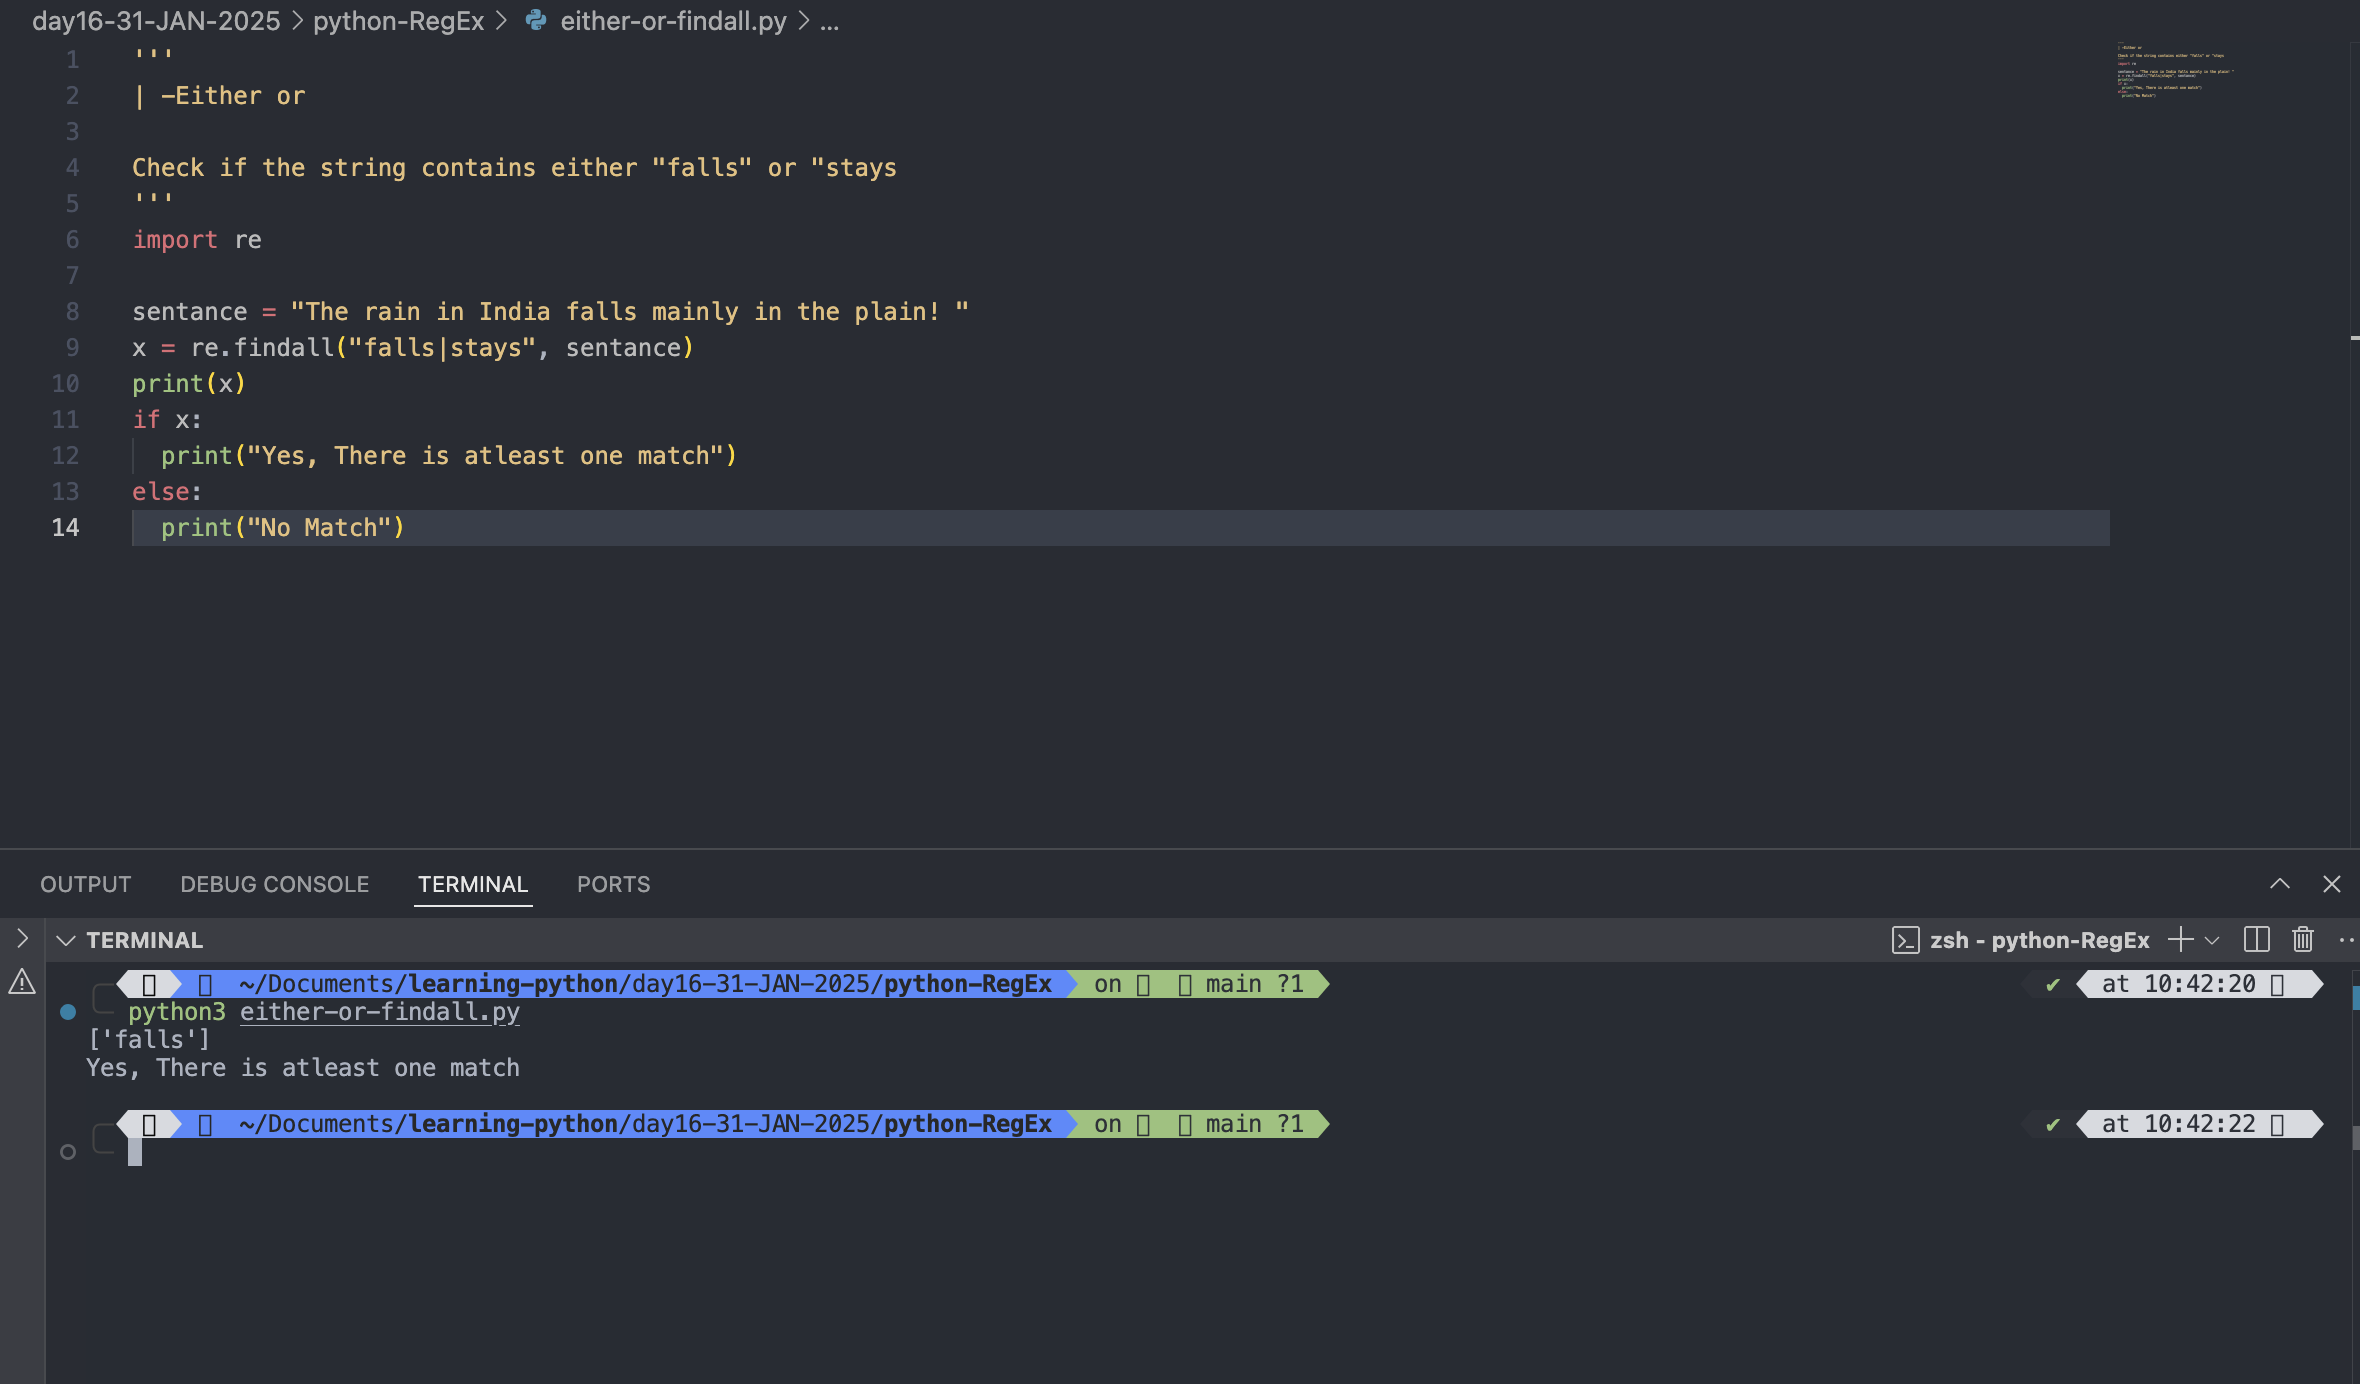 day16-31-JAN-2025 > python-RegEx > either-or-findall.py > ...
1 '''
2 | -Either or
3
4 Check if the string contains either "falls" or "stays
5 '''
6 import re
7
8 sentance = "The rain in India falls mainly in the plain! "
9 x = re.findall("falls|stays", sentance)
10 print(x)
11 if x:
12 print("Yes, There is atleast one match")
13 else:
14 print("No Match")
OUTPUT DEBUG CONSOLE TERMINAL PORTS
TERMINAL zsh - python-RegEx
~/Documents/learning-python/day16-31-JAN-2025/python-RegEx on main ?1 ✔ at 10:42:20
python3 either-or-findall.py
['falls']
Yes, There is atleast one match
~/Documents/learning-python/day16-31-JAN-2025/python-RegEx on main ?1 ✔ at 10:42:22